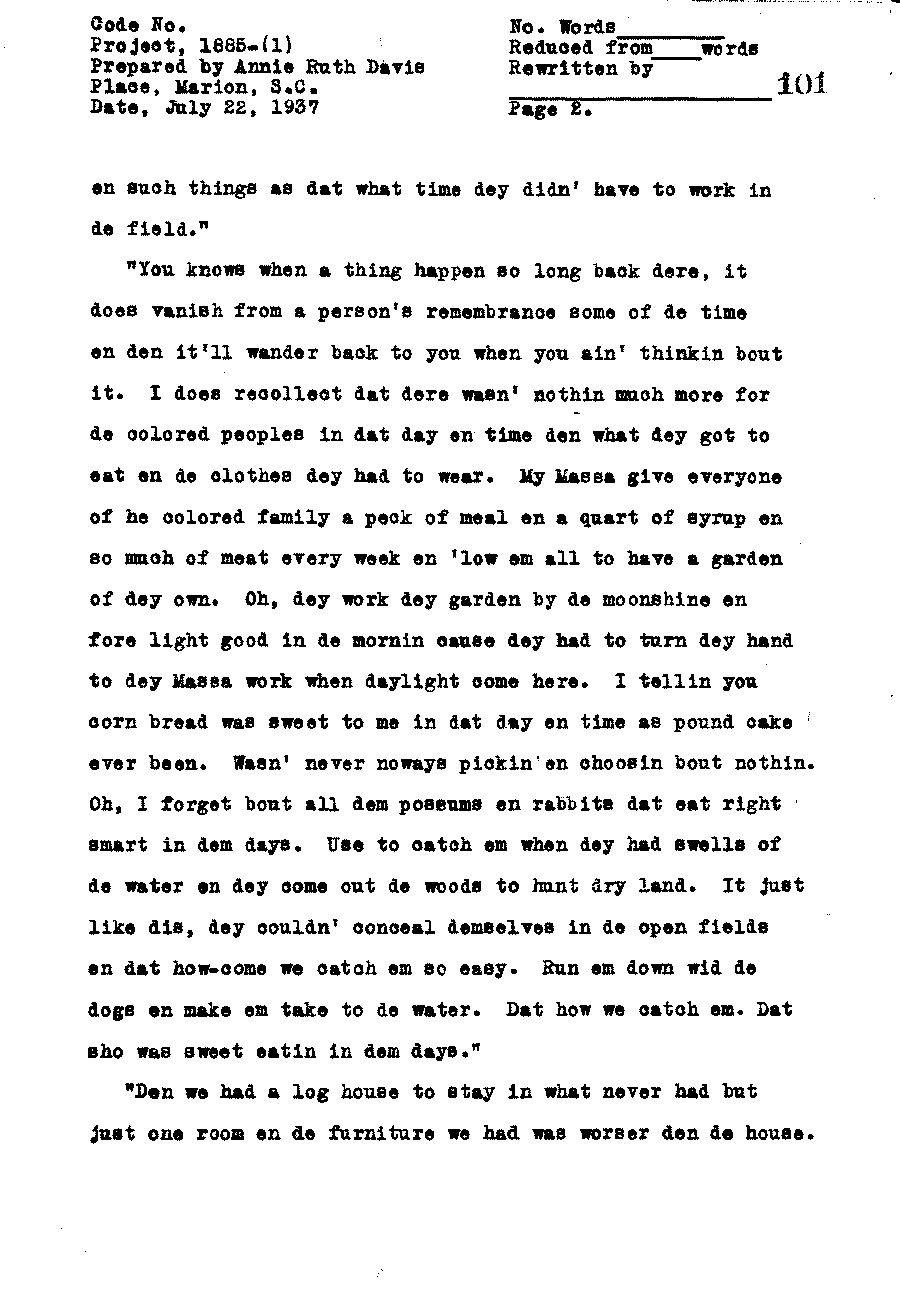 Code No.
Project, 1885-(1)
Prepared by Annie Ruth Davis
Place, Marion, S.C.
Date, July 22, 1937
No. Words
Reduced from ____ words
Rewritten by
101
Page 2.
en such things as dat what time dey didn' have to work in
de field."
"You knows when a thing happen so long back dere, it
does vanish from a person's remembrance some of de time
en den it'll wander back to you when you ain' thinkin bout
it. I does recollect dat dere wasn' nothin much more for
de colored peoples in dat day en time den what dey got to
eat en de clothes dey had to wear. My Massa give everyone
of he colored family a peck of meal en a quart of syrup en
so much of meat every week en 'low em all to have a garden
of dey own. Oh, dey work dey garden by de moonshine en
fore light good in de mornin cause dey had to turn dey hand
to dey Massa work when daylight come here. I tellin you
corn bread was sweet to me in dat day en time as pound cake
ever been. Wasn' never noways pickin en choosin bout nothin.
Oh, I forget bout all dem possums en rabbits dat eat right
smart in dem days. Use to catch em when dey had swells of
de water en dey come out de woods to hunt dry land. It just
like dis, dey couldn' conceal demselves in de open fields
en dat how-come we catch em so easy. Run em down wid de
dogs en make em take to de water. Dat how we catch em. Dat
sho was sweet eatin in dem days."
"Den we had a log house to stay in what never had but
just one room en de furniture we had was worser den de house.